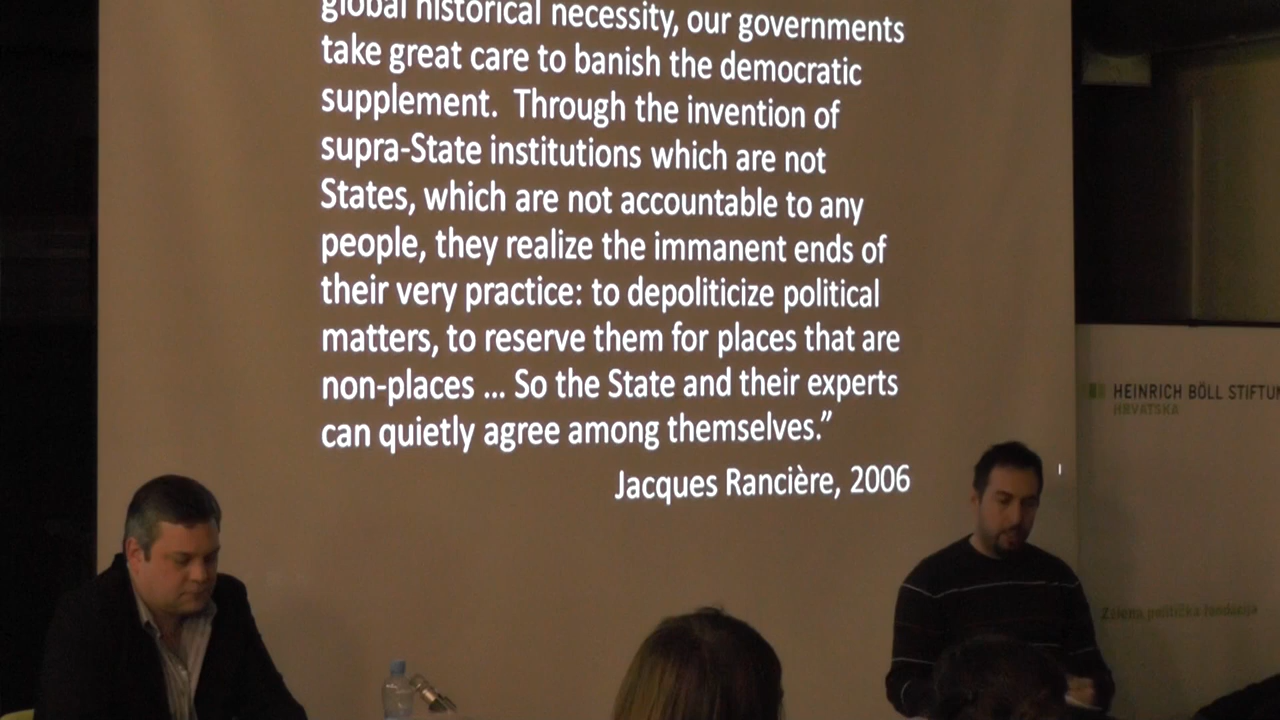 global historical necessity, our governments
take great care to banish the democratic
supplement. Through the invention of
supra-State institutions which are not
States, which are not accountable to any
people, they realize the immanent ends of
their very practice: to depoliticize political
matters, to reserve them for places that are
non-places ... So the State and their experts
can quietly agree among themselves.”
Jacques Rancière, 2006
HEINRICH BÖLL STIFTUN
HRVATSKA
Zelena politička fondacija